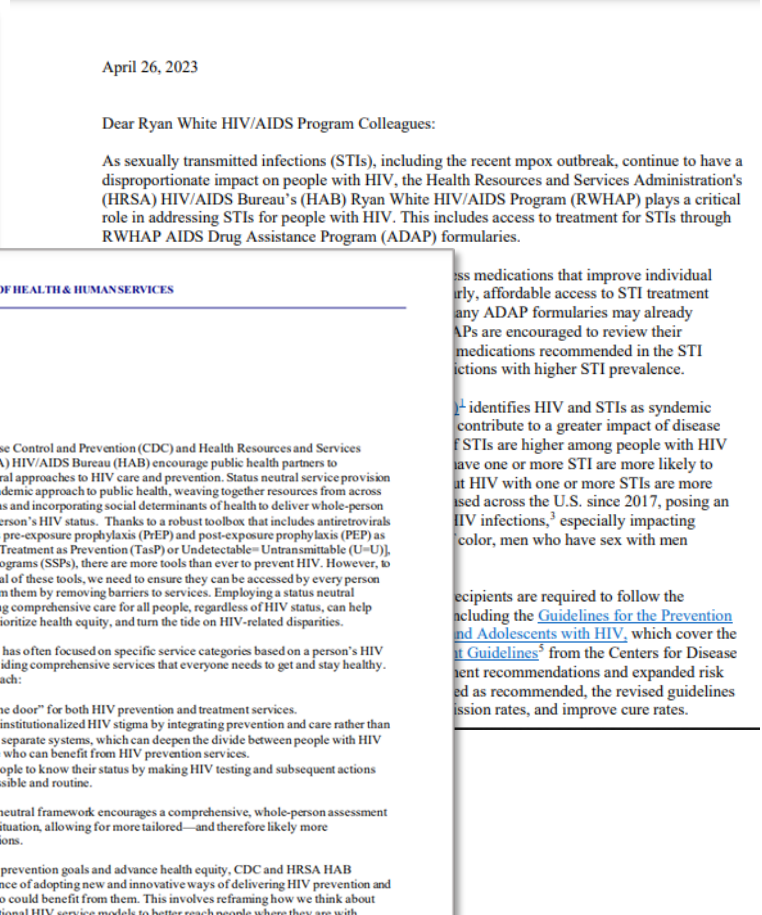 April 26, 2023
Dear Ryan White HIV/AIDS Program Colleagues:
As sexually transmitted infections (STIs), including the recent mpox outbreak, continue to have a
disproportionate impact on people with HIV, the Health Resources and Services Administration's
(HRSA) HIV/AIDS Bureau's (HAB) Ryan White HIV/AIDS Program (RWHAP) plays a critical
role in addressing STIs for people with HIV. This includes access to treatment for STIs through
RWHAP AIDS Drug Assistance Program (ADAP) formularies.
ess medications that improve individual
rly, affordable access to STI treatment
any ADAP formularies may already
APs are encouraged to review their
medications recommended in the STI
ictions with higher STI prevalence.
)1 identifies HIV and STIs as syndemic
contribute to a greater impact of disease
f STIs are higher among people with HIV
ave one or more STI are more likely to
ut HIV with one or more STIs are more
ased across the U.S. since 2017, posing an
HIV infections,3 especially impacting
color, men who have sex with men
ecipients are required to follow the
ncluding the Guidelines for the Prevention
nd Adolescents with HIV, which cover the
nt Guidelines5 from the Centers for Disease
nent recommendations and expanded risk
ed as recommended, the revised guidelines
ission rates, and improve cure rates.
OF HEALTH & HUMAN SERVICES
se Control and Prevention (CDC) and Health Resources and Services
A) HIV/AIDS Bureau (HAB) encourage public health partners to
ral approaches to HIV care and prevention. Status neutral service provision
demic approach to public health, weaving together resources from across
s and incorporating social determinants of health to deliver whole-person
erson's HIV status. Thanks to a robust toolbox that includes antiretrovirals
pre-exposure prophylaxis (PrEP) and post-exposure prophylaxis (PEP) as
Treatment as Prevention (TasP) or Undetectable=Untransmittable (U=U)],
ograms (SSPs), there are more tools than ever to prevent HIV. However, to
al of these tools, we need to ensure they can be accessed by every person
m them by removing barriers to services. Employing a status neutral
ng comprehensive care for all people, regardless of HIV status, can help
ioritize health equity, and turn the tide on HIV-related disparities.
has often focused on specific service categories based on a person's HIV
iding comprehensive services that everyone needs to get and stay healthy.
ach:
ne door" for both HIV prevention and treatment services.
institutionalized HIV stigma by integrating prevention and care rather than
separate systems, which can deepen the divide between people with HIV
who can benefit from HIV prevention services.
ople to know their status by making HIV testing and subsequent actions
sible and routine.
neutral framework encourages a comprehensive, whole-person assessment
ituation, allowing for more tailored—and therefore likely more
ions.
prevention goals and advance health equity, CDC and HRSA HAB
nce of adopting new and innovative ways of delivering HIV prevention and
o could benefit from them. This involves reframing how we think about
tional HIV service models to better reach people where they are with